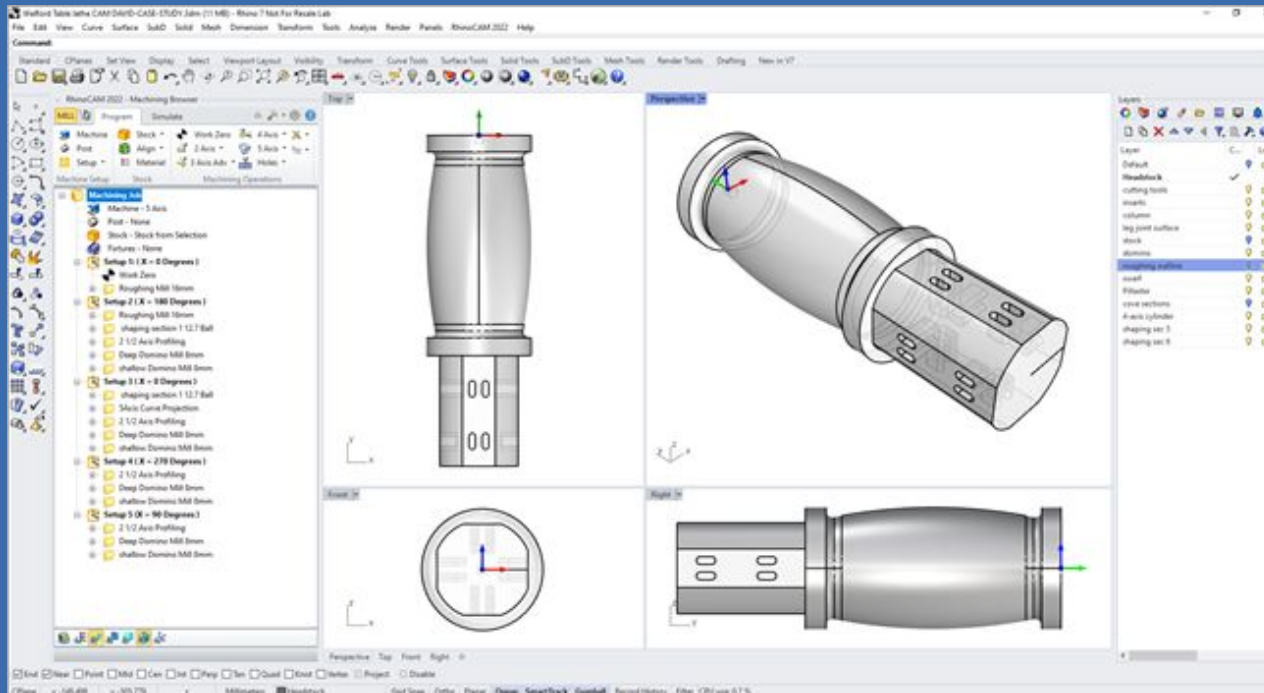 Welford Table Jatha CAM DAVID-CASE-STUDY.3dm (11 MB) - Rhino 7 Not For Resale Lab
File Edit View Curve Surface SubD Solid Mesh Dimension Transform Tools Analyze Render Panels RhinoCAM 2022 Help
Command:
Standard CPlanes Set View Display Select Viewport Layout Visibility Transform Curve Tools Surface Tools Solid Tools SubD Tools Mesh Tools Render Tools Drafting New in V7
RhinoCAM 2022 - Machining Browser
MILL Program Simulate
Machine Stock Work Zero 4 Axis
Post Align 2 Axis 5 Axis
Setup Material 3 Axis Adv Holes
Machine Setup Stock Machining Operations
Machining Job
Machine - 5 Axis
Post - None
Stock - Stock from Selection
Fixtures - None
Setup 1: ( X = 0 Degrees )
Work Zero
Roughing Mill 16mm
Setup 2 ( X = 180 Degrees )
Roughing Mill 16mm
shaping section 1 12.7 Ball
2 1/2 Axis Profiling
Deep Domino Mill 8mm
shallow Domino Mill 8mm
Setup 3 ( X = 0 Degrees )
shaping section 1 12.7 Ball
5Axis Curve Projection
2 1/2 Axis Profiling
Deep Domino Mill 8mm
shallow Domino Mill 8mm
Setup 4 ( X = 270 Degrees )
2 1/2 Axis Profiling
Deep Domino Mill 8mm
shallow Domino Mill 8mm
Setup 5 (X = 90 Degrees )
2 1/2 Axis Profiling
Deep Domino Mill 8mm
shallow Domino Mill 8mm
Top
Perspective
Front
Right
Layers
Layer C...
Default
Headstock
cutting tools
inserts
column
leg joint surface
stock
domino
roughing outline
swarf
Pillaster
cove sections
4-axis cylinder
shaping sec 5
shaping sec 6
Perspective Top Front Right
End Near Point Mid Cen Int Perp Tan Quad Knot Vertex Project Disable
CPlane Millimeters Headstock Grid Snap Ortho Planar Osnap SmartTrack Gumball Record History Filter CPU use: 0.7 %